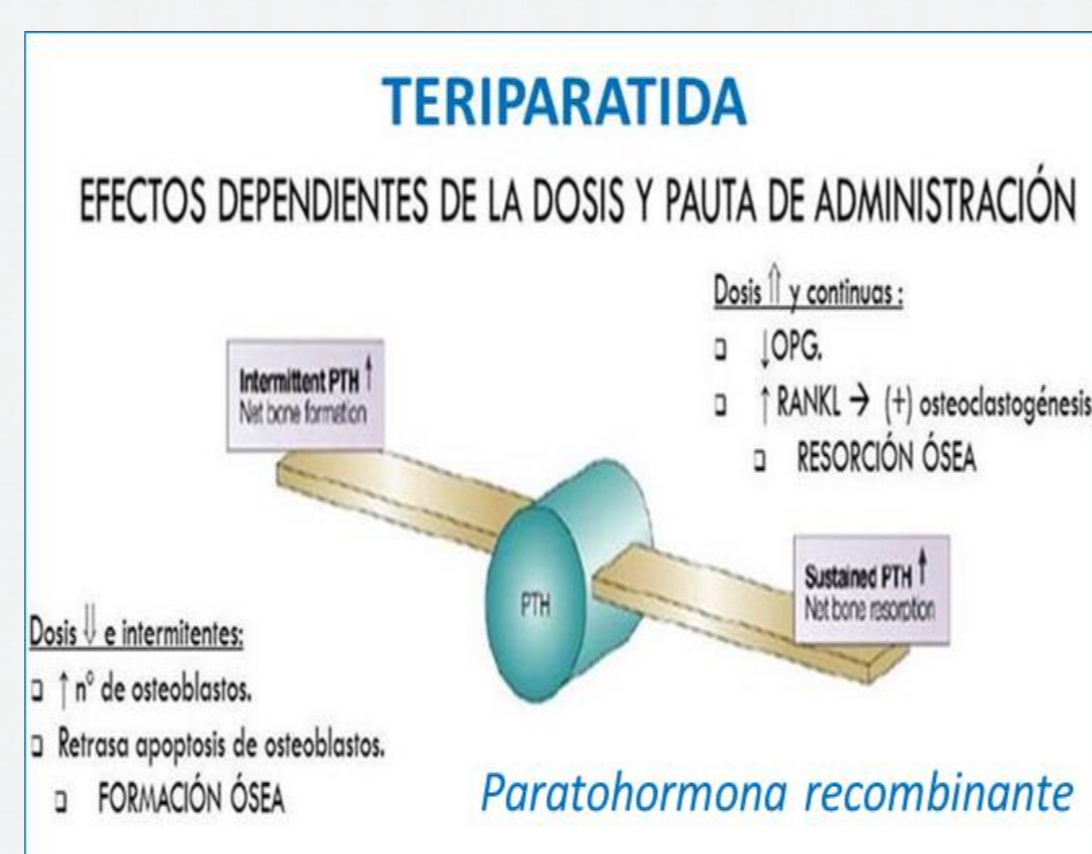 TERIPARATIDA
EFECTOS DEPENDIENTES DE LA DOSIS Y PAUTA DE ADMINISTRACIÓN
Dosis ⇑ y continuas :
❑ ↓OPG.
❑ ↑ RANKL → (+) osteoclastogénesis
❑ RESORCIÓN ÓSEA
Intermittent PTH ↑
Net bone formation
PTH
Sustained PTH ↑
Net bone resorption
Dosis ⇓ e intermitentes:
❑ ↑ nº de osteoblastos.
❑ Retrasa apoptosis de osteoblastos.
❑ FORMACIÓN ÓSEA
Paratohormona recombinante